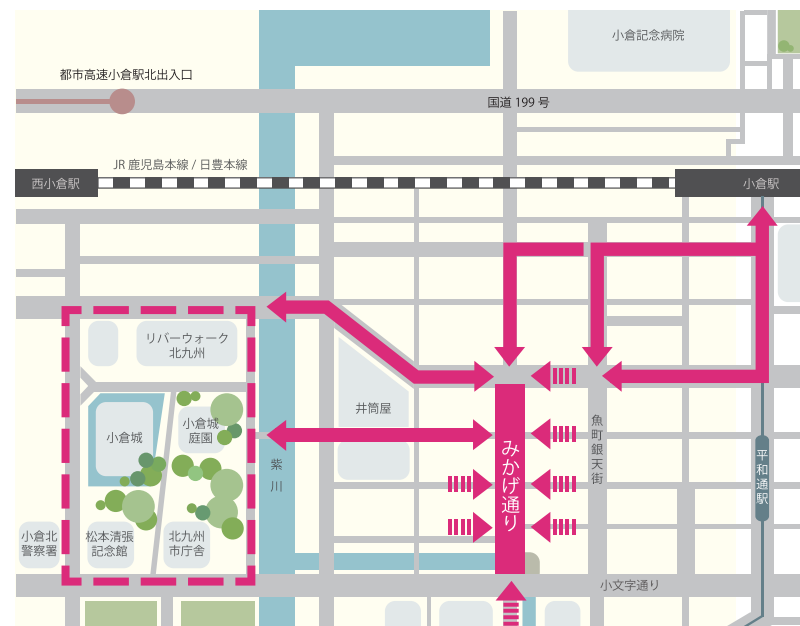 小倉記念病院
都市高速小倉駅北出入口
国道 199 号
JR 鹿児島本線 / 日豊本線
西小倉駅
小倉駅
リバーウォーク
北九州
井筒屋
魚町銀天街
小倉城
小倉城
庭園
みかげ通り
平和通駅
紫川
小倉北
警察署
松本清張
記念館
北九州
市庁舎
小文字通り